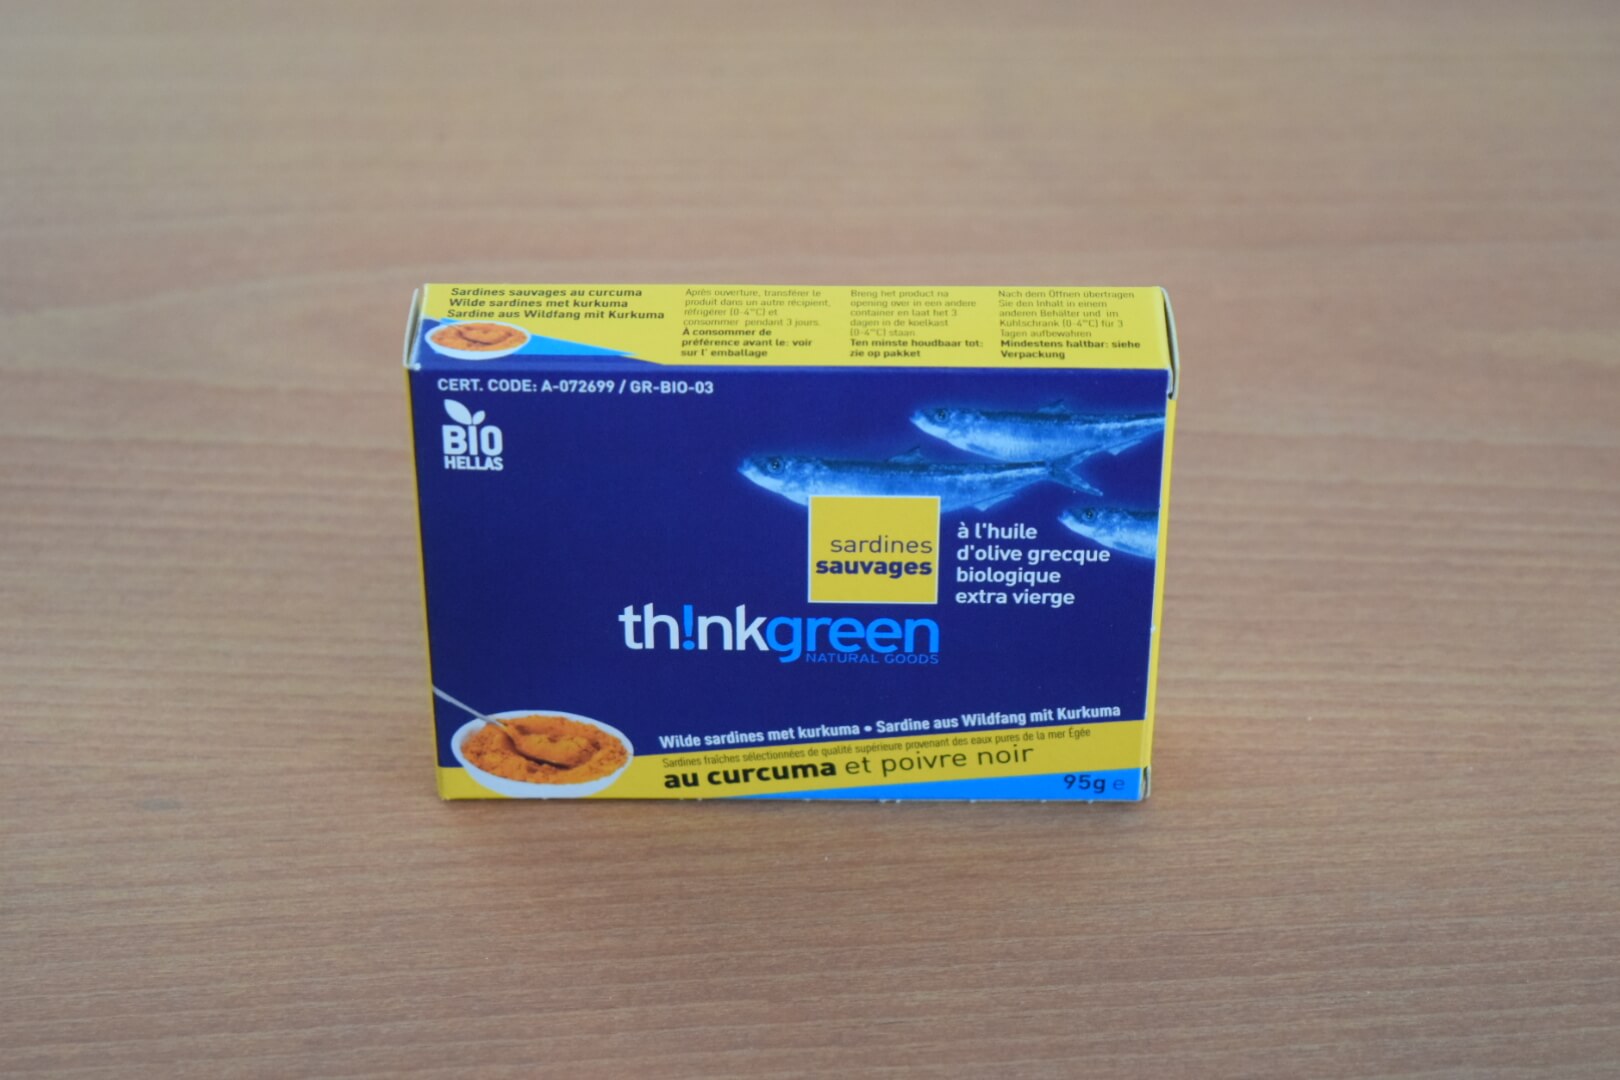 Sardines sauvages au curcuma
Wilde sardines met kurkuma
Sardine aus Wildfang mit Kurkuma
Après ouverture, transférer le
produit dans un autre récipient,
réfrigérer (0-4°C) et
consommer pendant 3 jours.
À consommer de
préférence avant le: voir
sur l' emballage
Breng het product na
opening over in een andere
container en laat het 3
dagen in de koelkast
(0-4°C) staan
Ten minste houdbaar tot:
zie op pakket
Nach dem Öffnen übertragen
Sie den Inhalt in einem
anderen Behälter und im
Kühlschrank (0-4°C) für 3
Tagen aufbewahren
Mindestens haltbar: siehe
Verpackung
CERT. CODE: A-072699 / GR-BIO-03
BIO
HELLAS
sardines
sauvages
à l'huile
d'olive grecque
biologique
extra vierge
th!nkgreen
NATURAL GOODS
Wilde sardines met kurkuma • Sardine aus Wildfang mit Kurkuma
Sardines fraîches sélectionnées de qualité supérieure provenant des eaux pures de la mer Égée
au curcuma et poivre noir
95g e